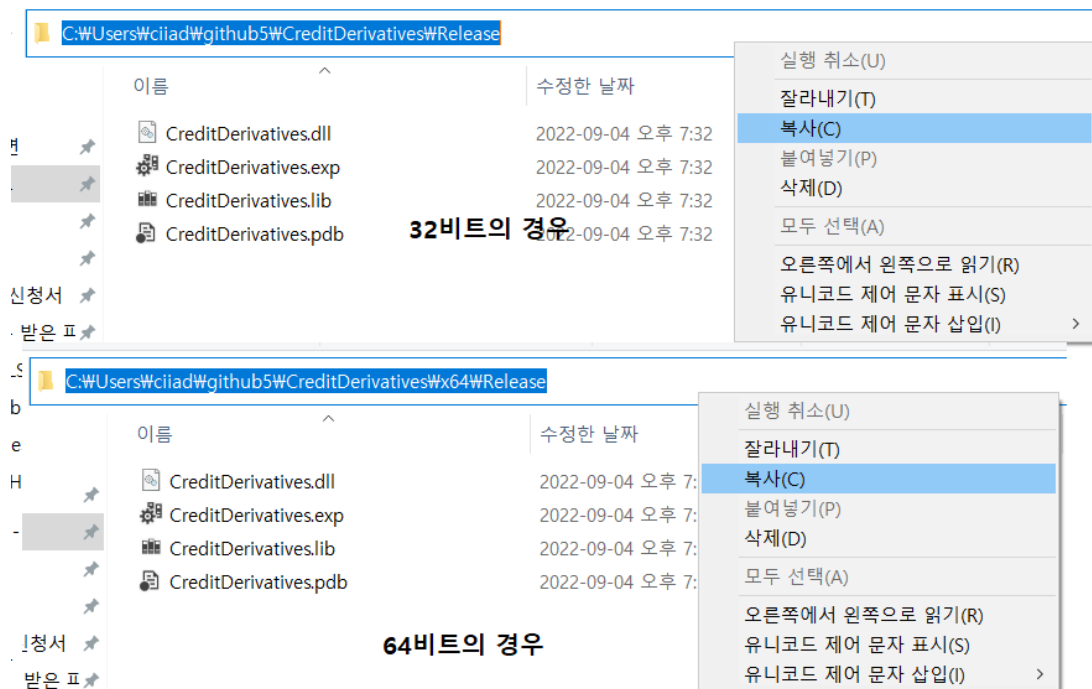 C:₩Users₩ciiad₩github5₩CreditDerivatives₩Release
실행 취소(U)
이름
수정한 날짜
잘라내기(T)
CreditDerivatives.dll
2022-09-04 오후 7:32
복사(C)
CreditDerivatives.exp
2022-09-04 오후 7:32
붙여넣기(P)
CreditDerivatives.lib
2022-09-04 오후 7:32
삭제(D)
CreditDerivatives.pdb
32비트의 경우
2022-09-04 오후 7:32
모두 선택(A)
오른쪽에서 왼쪽으로 읽기(R)
신청서
유니코드 제어 문자 표시(S)
받은 표
유니코드 제어 문자 삽입(I)
C:₩Users₩ciiad₩github5₩CreditDerivatives₩x64₩Release
b
e
H
-
실행 취소(U)
이름
수정한 날짜
잘라내기(T)
CreditDerivatives.dll
2022-09-04 오후 7:
복사(C)
CreditDerivatives.exp
2022-09-04 오후 7:
붙여넣기(P)
CreditDerivatives.lib
2022-09-04 오후 7:
삭제(D)
CreditDerivatives.pdb
2022-09-04 오후 7:
모두 선택(A)
오른쪽에서 왼쪽으로 읽기(R)
청서
64비트의 경우
유니코드 제어 문자 표시(S)
받은 표
유니코드 제어 문자 삽입(I)